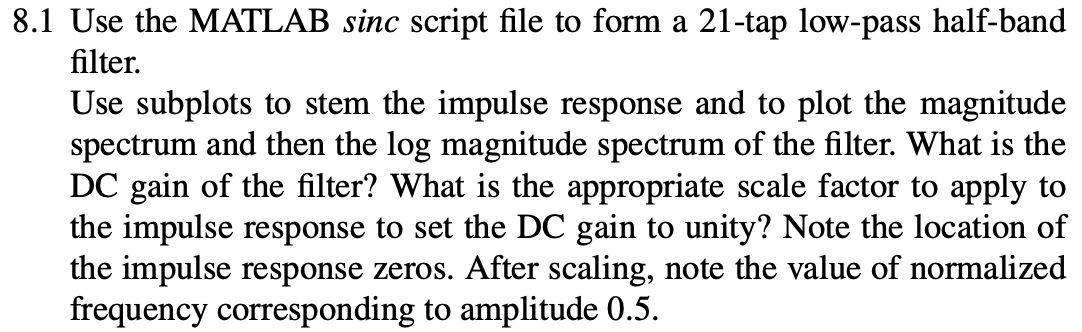 8.1 Use the MATLAB sinc script file to form a 21-tap low-pass half-band
filter.
Use subplots to stem the impulse response and to plot the magnitude
spectrum and then the log magnitude spectrum of the filter. What is the
DC gain of the filter? What is the appropriate scale factor to apply to
the impulse response to set the DC gain to unity? Note the location of
the impulse response zeros. After scaling, note the value of normalized
frequency corresponding to amplitude 0.5.